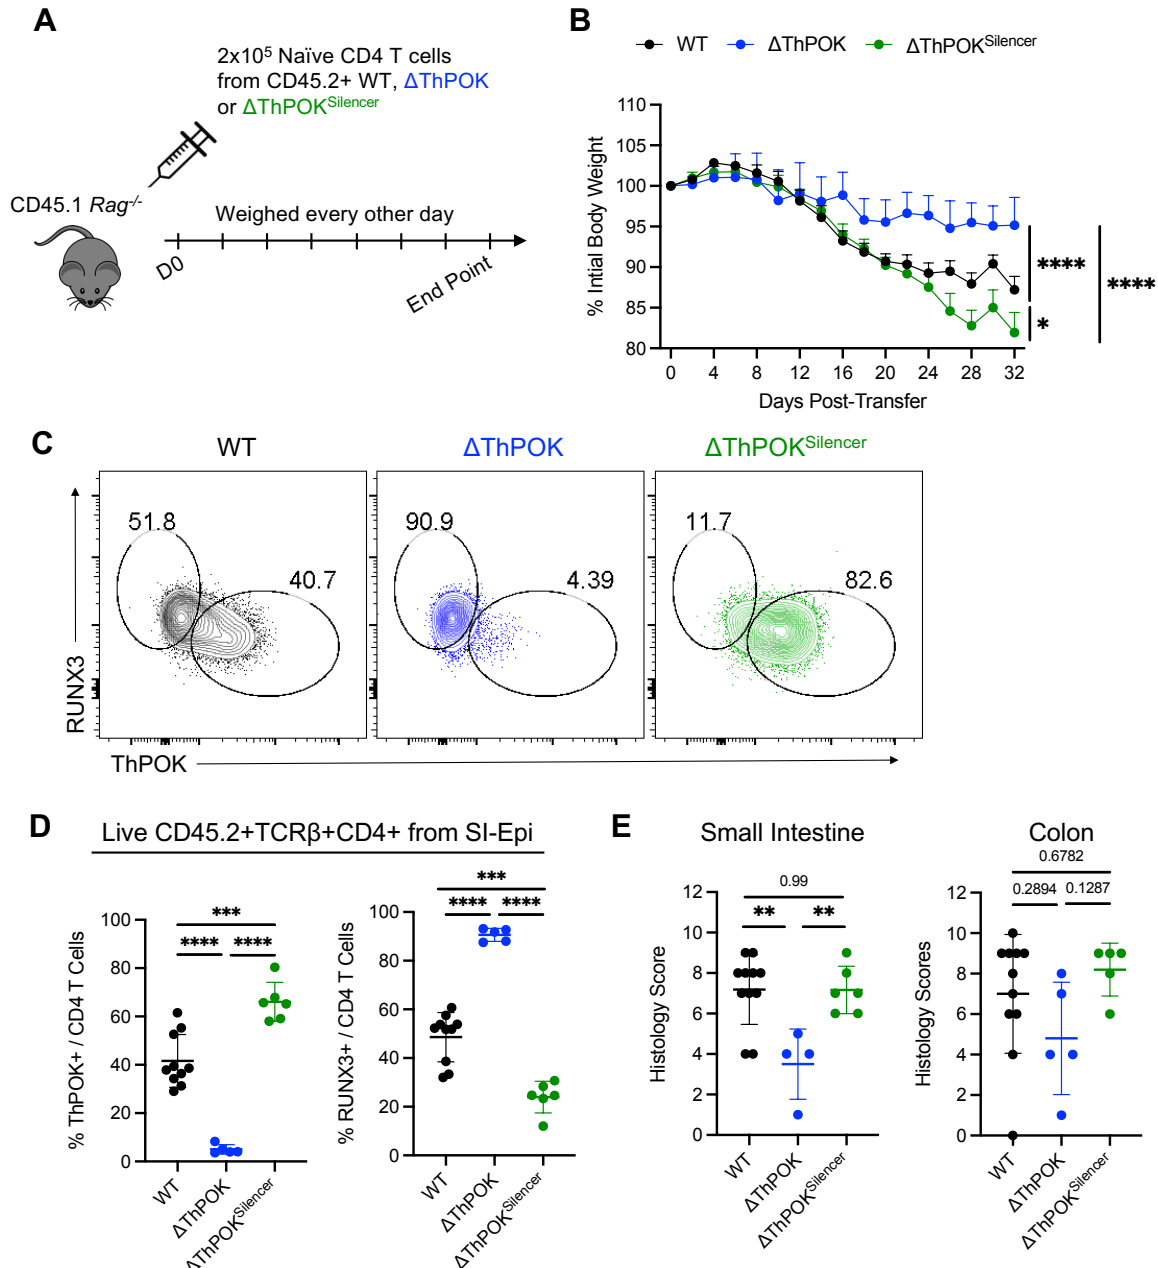 A
2x10⁵ Naïve CD4 T cells
from CD45.2+ WT, ΔThPOK
or ΔThPOK^Silencer
CD45.1 Rag⁻/⁻
Weighed every other day
D0
End Point
B
WT ΔThPOK ΔThPOK^Silencer
% Intial Body Weight
110
105
100
95
90
85
80
0 4 8 12 16 20 24 28 32
Days Post-Transfer
****
****
*
C
WT ΔThPOK ΔThPOK^Silencer
51.8 90.9 11.7
40.7 4.39 82.6
RUNX3
ThPOK
D
Live CD45.2+TCRβ+CD4+ from SI-Epi
% ThPOK+ / CD4 T Cells
100
80
60
40
20
0
***
**** ****
WT ΔThPOK ΔThPOK^Silencer
% RUNX3+ / CD4 T Cells
100
80
60
40
20
0
***
**** ****
WT ΔThPOK ΔThPOK^Silencer
E
Small Intestine
Histology Score
12
10
8
6
4
2
0
0.99
** **
WT ΔThPOK ΔThPOK^Silencer
Colon
Histology Scores
12
10
8
6
4
2
0
0.6782
0.2894 0.1287
WT ΔThPOK ΔThPOK^Silencer